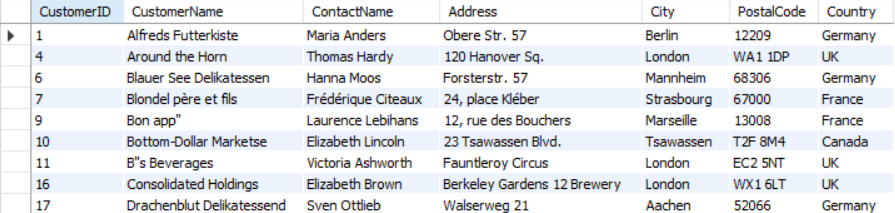 CustomerID CustomerName ContactName Address City PostalCode Country
1 Alfreds Futterkiste Maria Anders Obere Str. 57 Berlin 12209 Germany
4 Around the Horn Thomas Hardy 120 Hanover Sq. London WA1 1DP UK
6 Blauer See Delikatessen Hanna Moos Forsterstr. 57 Mannheim 68306 Germany
7 Blondel père et fils Frédérique Citeaux 24, place Kléber Strasbourg 67000 France
9 Bon app" Laurence Lebihans 12, rue des Bouchers Marseille 13008 France
10 Bottom-Dollar Marketse Elizabeth Lincoln 23 Tsawassen Blvd. Tsawassen T2F 8M4 Canada
11 B"s Beverages Victoria Ashworth Fauntleroy Circus London EC2 5NT UK
16 Consolidated Holdings Elizabeth Brown Berkeley Gardens 12 Brewery London WX1 6LT UK
17 Drachenblut Delikatessend Sven Ottlieb Walserweg 21 Aachen 52066 Germany